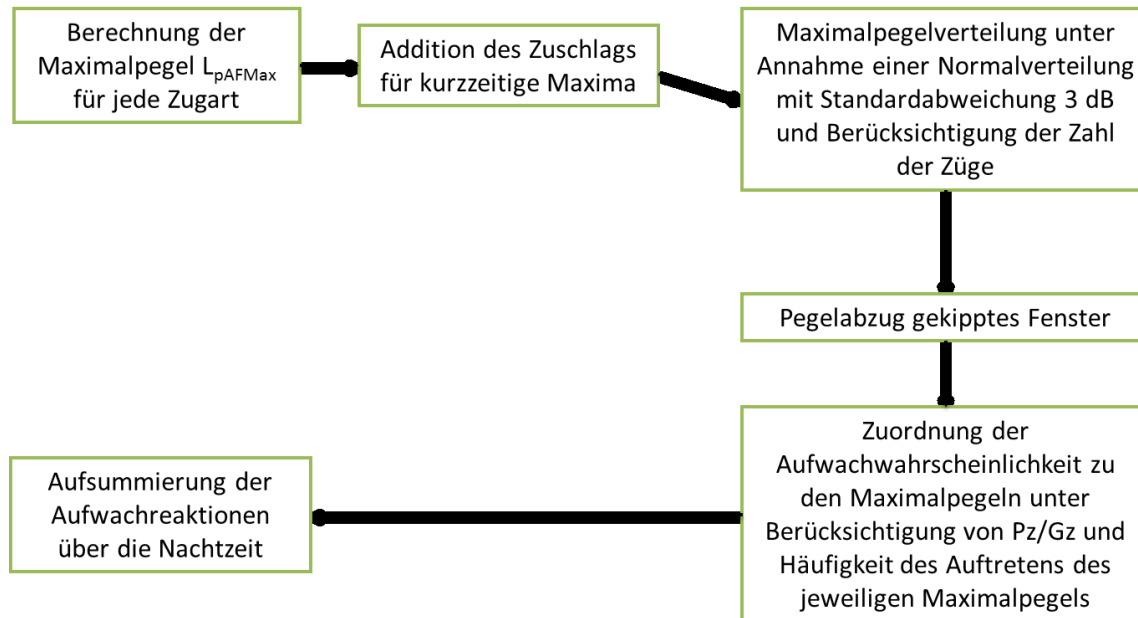 Berechnung der
Maximalpegel LpAFMax
für jede Zugart
Addition des Zuschlags
für kurzzeitige Maxima
Maximalpegelverteilung unter
Annahme einer Normalverteilung
mit Standardabweichung 3 dB
und Berücksichtigung der Zahl
der Züge
Pegelabzug gekipptes Fenster
Zuordnung der
Aufwachwahrscheinlichkeit zu
den Maximalpegeln unter
Berücksichtigung von Pz/Gz und
Häufigkeit des Auftretens des
jeweiligen Maximalpegels
Aufsummierung der
Aufwachreaktionen
über die Nachtzeit